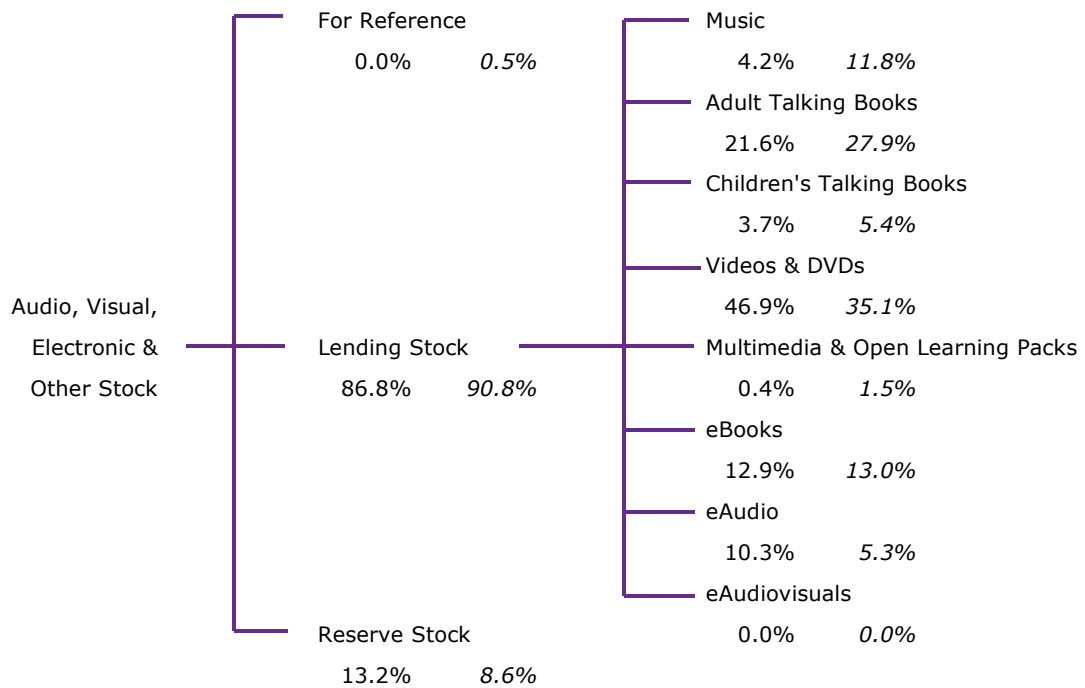 For Reference
0.0% 0.5%
Audio, Visual,
Electronic &
Other Stock
Lending Stock
86.8% 90.8%
Reserve Stock
13.2% 8.6%
Music
4.2% 11.8%
Adult Talking Books
21.6% 27.9%
Children's Talking Books
3.7% 5.4%
Videos & DVDs
46.9% 35.1%
Multimedia & Open Learning Packs
0.4% 1.5%
eBooks
12.9% 13.0%
eAudio
10.3% 5.3%
eAudiovisuals
0.0% 0.0%